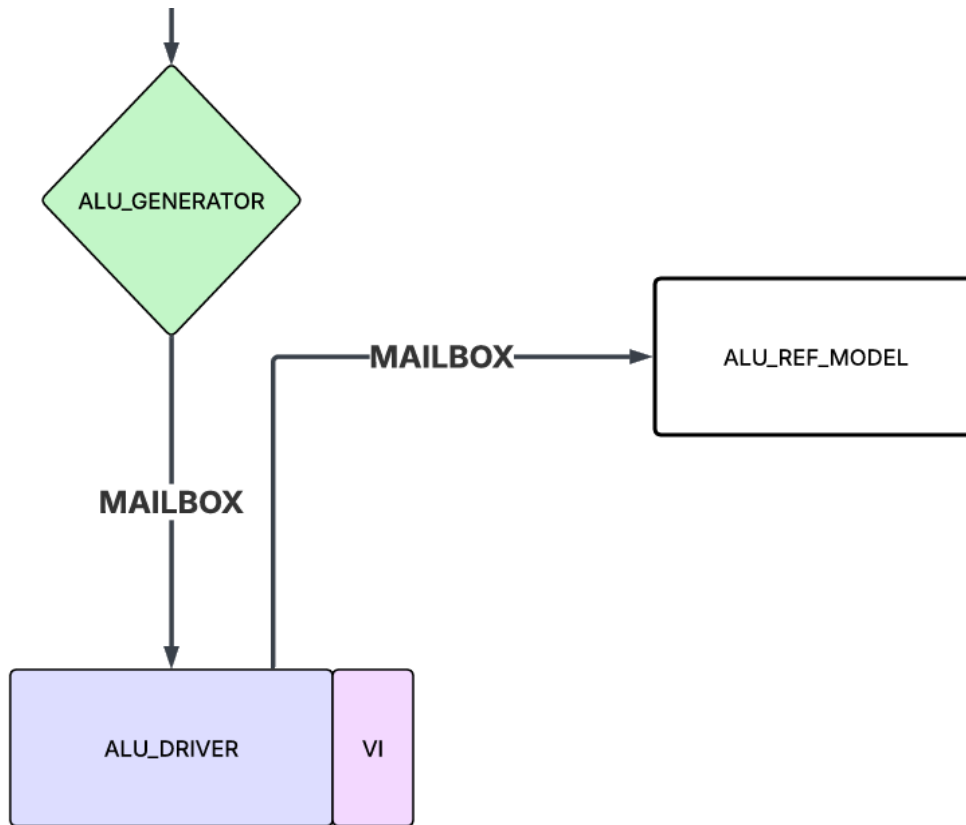 ALU_GENERATOR
MAILBOX
ALU_REF_MODEL
MAILBOX
ALU_DRIVER
VI